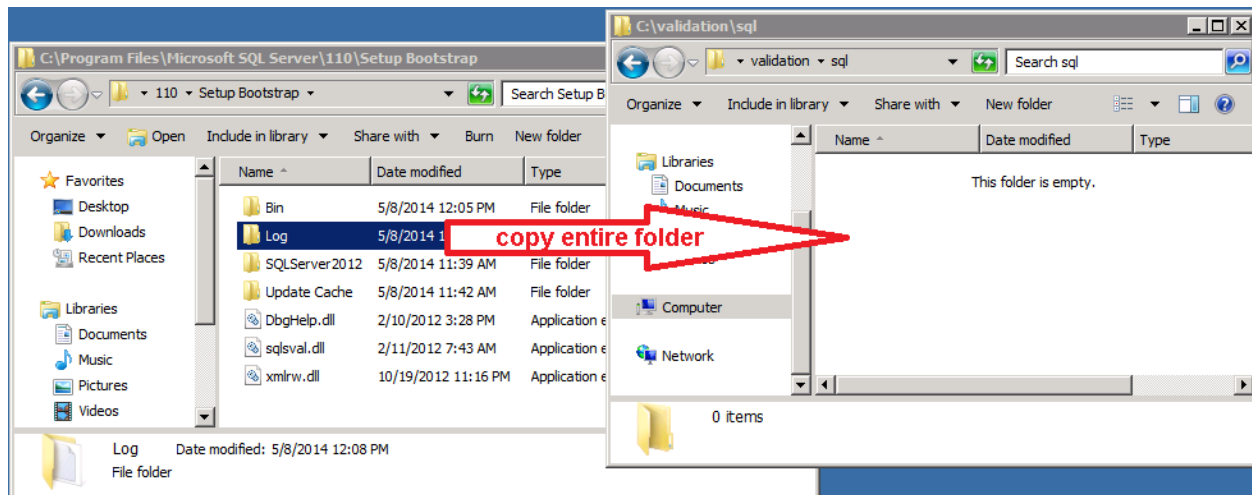 C:\Program Files\Microsoft SQL Server\110\Setup Bootstrap
110 Setup Bootstrap
Search Setup B
Organize Open Include in library Share with Burn New folder
Favorites
Desktop
Downloads
Recent Places
Libraries
Documents
Music
Pictures
Videos
Name Date modified Type
Bin 5/8/2014 12:05 PM File folder
Log 5/8/2014 1
SQLServer2012 5/8/2014 11:39 AM File folder
Update Cache 5/8/2014 11:42 AM File folder
DbgHelp.dll 2/10/2012 3:28 PM Application e
sqlsval.dll 2/11/2012 7:43 AM Application e
xmlrw.dll 10/19/2012 11:16 PM Application e
Log Date modified: 5/8/2014 12:08 PM
File folder
copy entire folder
C:\validation\sql
validation sql
Search sql
Organize Include in library Share with New folder
Libraries
Documents
Music
Computer
Network
Name Date modified Type
This folder is empty.
0 items